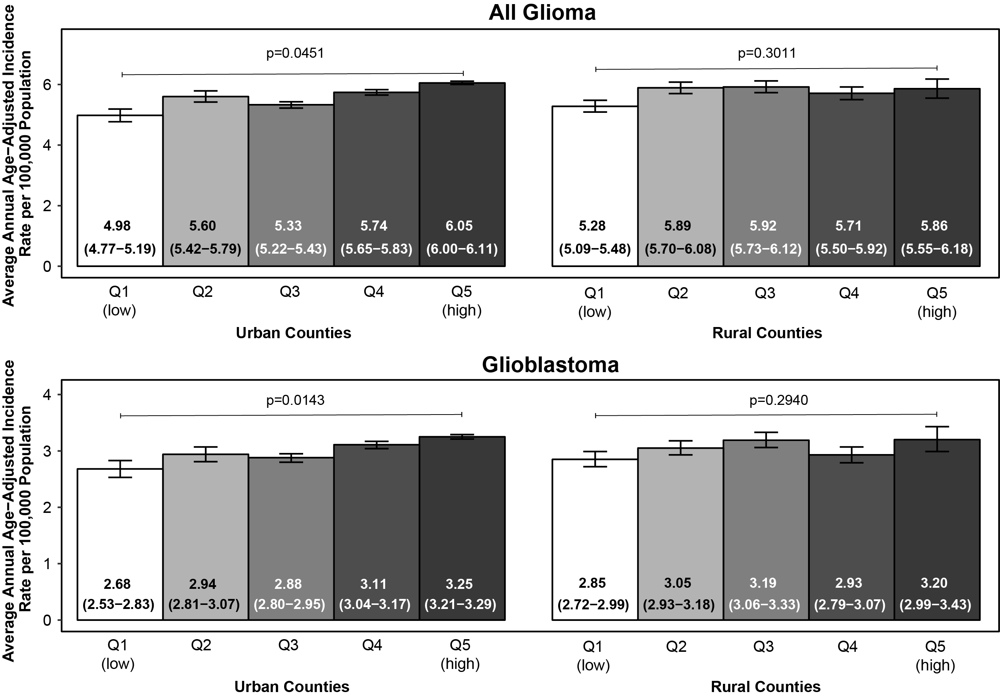 All Glioma
Average Annual Age−Adjusted Incidence
Rate per 100,000 Population
p=0.0451
p=0.3011
6
4
2
0
4.98 5.60 5.33 5.74 6.05
(4.77−5.19) (5.42−5.79) (5.22−5.43) (5.65−5.83) (6.00−6.11)
5.28 5.89 5.92 5.71 5.86
(5.09−5.48) (5.70−6.08) (5.73−6.12) (5.50−5.92) (5.55−6.18)
Q1 Q2 Q3 Q4 Q5
(low) (high)
Urban Counties
Q1 Q2 Q3 Q4 Q5
(low) (high)
Rural Counties
Glioblastoma
Average Annual Age−Adjusted Incidence
Rate per 100,000 Population
p=0.0143
p=0.2940
4
3
2
1
0
2.68 2.94 2.88 3.11 3.25
(2.53−2.83) (2.81−3.07) (2.80−2.95) (3.04−3.17) (3.21−3.29)
2.85 3.05 3.19 2.93 3.20
(2.72−2.99) (2.93−3.18) (3.06−3.33) (2.79−3.07) (2.99−3.43)
Q1 Q2 Q3 Q4 Q5
(low) (high)
Urban Counties
Q1 Q2 Q3 Q4 Q5
(low) (high)
Rural Counties